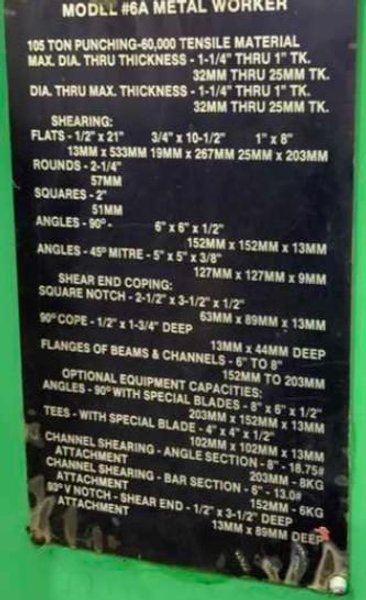 MODEL #6A METAL WORKER
105 TON PUNCHING-60,000 TENSILE MATERIAL
MAX. DIA. THRU THICKNESS - 1-1/4" THRU 1" TK.
32MM THRU 25MM TK.
DIA. THRU MAX. THICKNESS - 1-1/4" THRU 1" TK.
32MM THRU 25MM TK.
SHEARING:
FLATS - 1/2" x 21" 3/4" x 10-1/2" 1" x 8"
13MM x 533MM 19MM x 267MM 25MM x 203MM
ROUNDS - 2-1/4"
57MM
SQUARES - 2"
51MM
ANGLES - 90° - 6" x 6" x 1/2"
152MM x 152MM x 13MM
ANGLES - 45° MITRE - 5" x 5" x 3/8"
127MM x 127MM x 9MM
SHEAR END COPING:
SQUARE NOTCH - 2-1/2" x 3-1/2" x 1/2"
63MM x 89MM x 13MM
90° COPE - 1/2" x 1-3/4" DEEP
13MM x 44MM DEEP
FLANGES OF BEAMS & CHANNELS - 6" TO 8"
152MM TO 203MM
OPTIONAL EQUIPMENT CAPACITIES:
ANGLES - 90° WITH SPECIAL BLADES - 8" x 6" x 1/2"
203MM x 152MM x 13MM
TEES - WITH SPECIAL BLADE - 4" x 4" x 1/2"
102MM x 102MM x 13MM
CHANNEL SHEARING - ANGLE SECTION - 8" - 18.75#
ATTACHMENT 203MM - 8KG
CHANNEL SHEARING - BAR SECTION - 6" - 13.0#
ATTACHMENT 152MM - 6KG
90° V NOTCH - SHEAR END - 1/2" x 3-1/2" DEEP
ATTACHMENT 13MM x 89MM DEEP